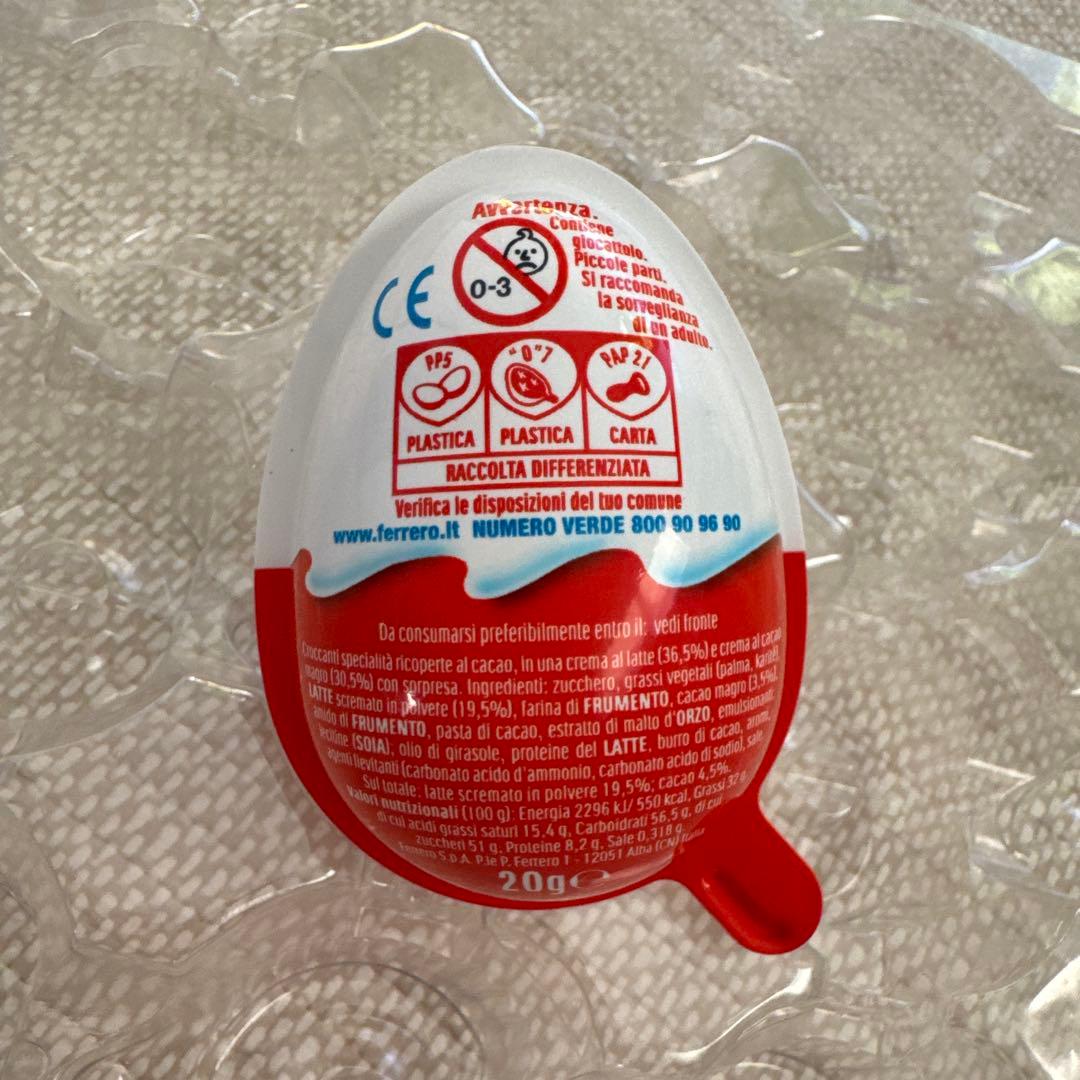 Avvertenza.
Contiene
giocattolo.
Piccole parti.
Si raccomanda
la sorveglianza
di un adulto.
0-3
CE
PP5
"O"7
PAP 21
PLASTICA
PLASTICA
CARTA
RACCOLTA DIFFERENZIATA
Verifica le disposizioni del tuo comune
www.ferrero.it NUMERO VERDE 800 90 96 90
Da consumarsi preferibilmente entro il: vedi fronte
Croccanti specialità ricoperte al cacao, in una crema al latte (36,5%) e crema al cacao
magro (30,5%) con sorpresa. Ingredienti: zucchero, grassi vegetali (palma, karité),
LATTE scremato in polvere (19,5%), farina di FRUMENTO, cacao magro (3,5%),
amido di FRUMENTO, pasta di cacao, estratto di malto d'ORZO, emulsionanti:
lecitine (SOIA), olio di girasole, proteine del LATTE, burro di cacao, aromi,
agenti lievitanti (carbonato acido d'ammonio, carbonato acido di sodio), sale.
Sul totale: latte scremato in polvere 19,5%; cacao 4,5%.
Valori nutrizionali (100 g): Energia 2296 kJ/ 550 kcal, Grassi 32 g,
di cui acidi grassi saturi 15,4 g, Carboidrati 56,5 g, di cui
zuccheri 51 g, Proteine 8,2 g, Sale 0,318 g.
Ferrero S.p.A. P.le P. Ferrero 1 - 12051 Alba (CN) Italia
20g℮